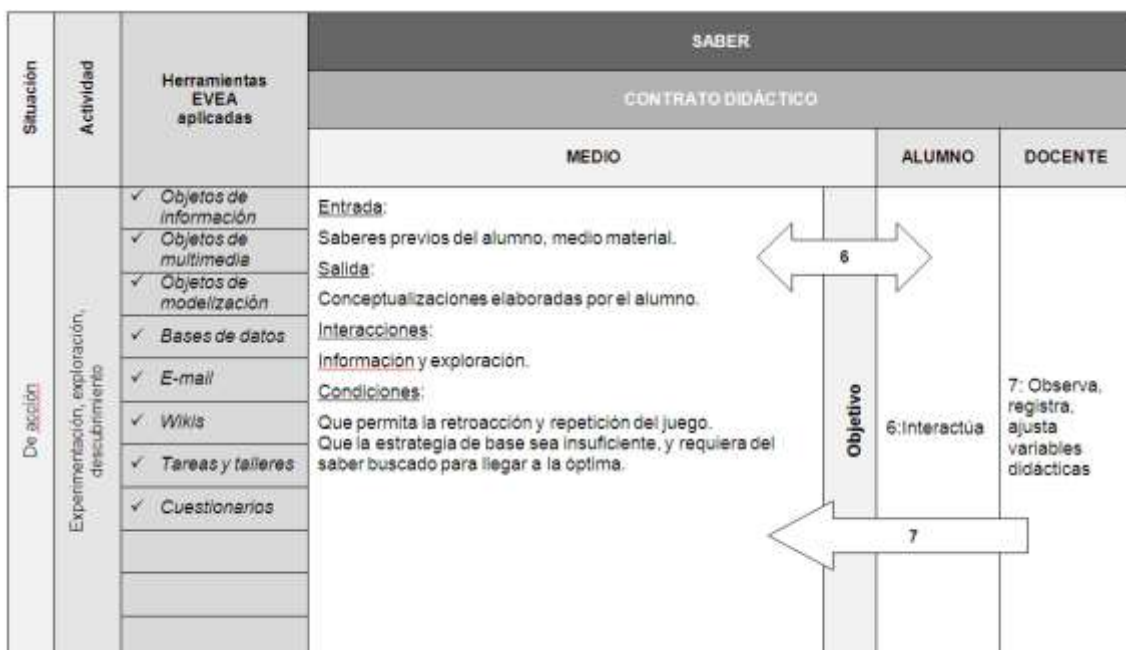 SABER
CONTRATO DIDÁCTICO
Situación
Actividad
Herramientas
EVEA
aplicadas
MEDIO
ALUMNO
DOCENTE
De acción
Experimentación, exploración,
descubrimiento
✓ Objetos de
información
✓ Objetos de
multimedia
✓ Objetos de
modelización
✓ Bases de datos
✓ E-mail
✓ Wikis
✓ Tareas y talleres
✓ Cuestionarios
Entrada:
Saberes previos del alumno, medio material.
Salida:
Conceptualizaciones elaboradas por el alumno.
Interacciones:
Información y exploración.
Condiciones:
Que permita la retroacción y repetición del juego.
Que la estrategia de base sea insuficiente, y requiera del
saber buscado para llegar a la óptima.
6
7
Objetivo
6:Interactúa
7: Observa,
registra,
ajusta
variables
didácticas